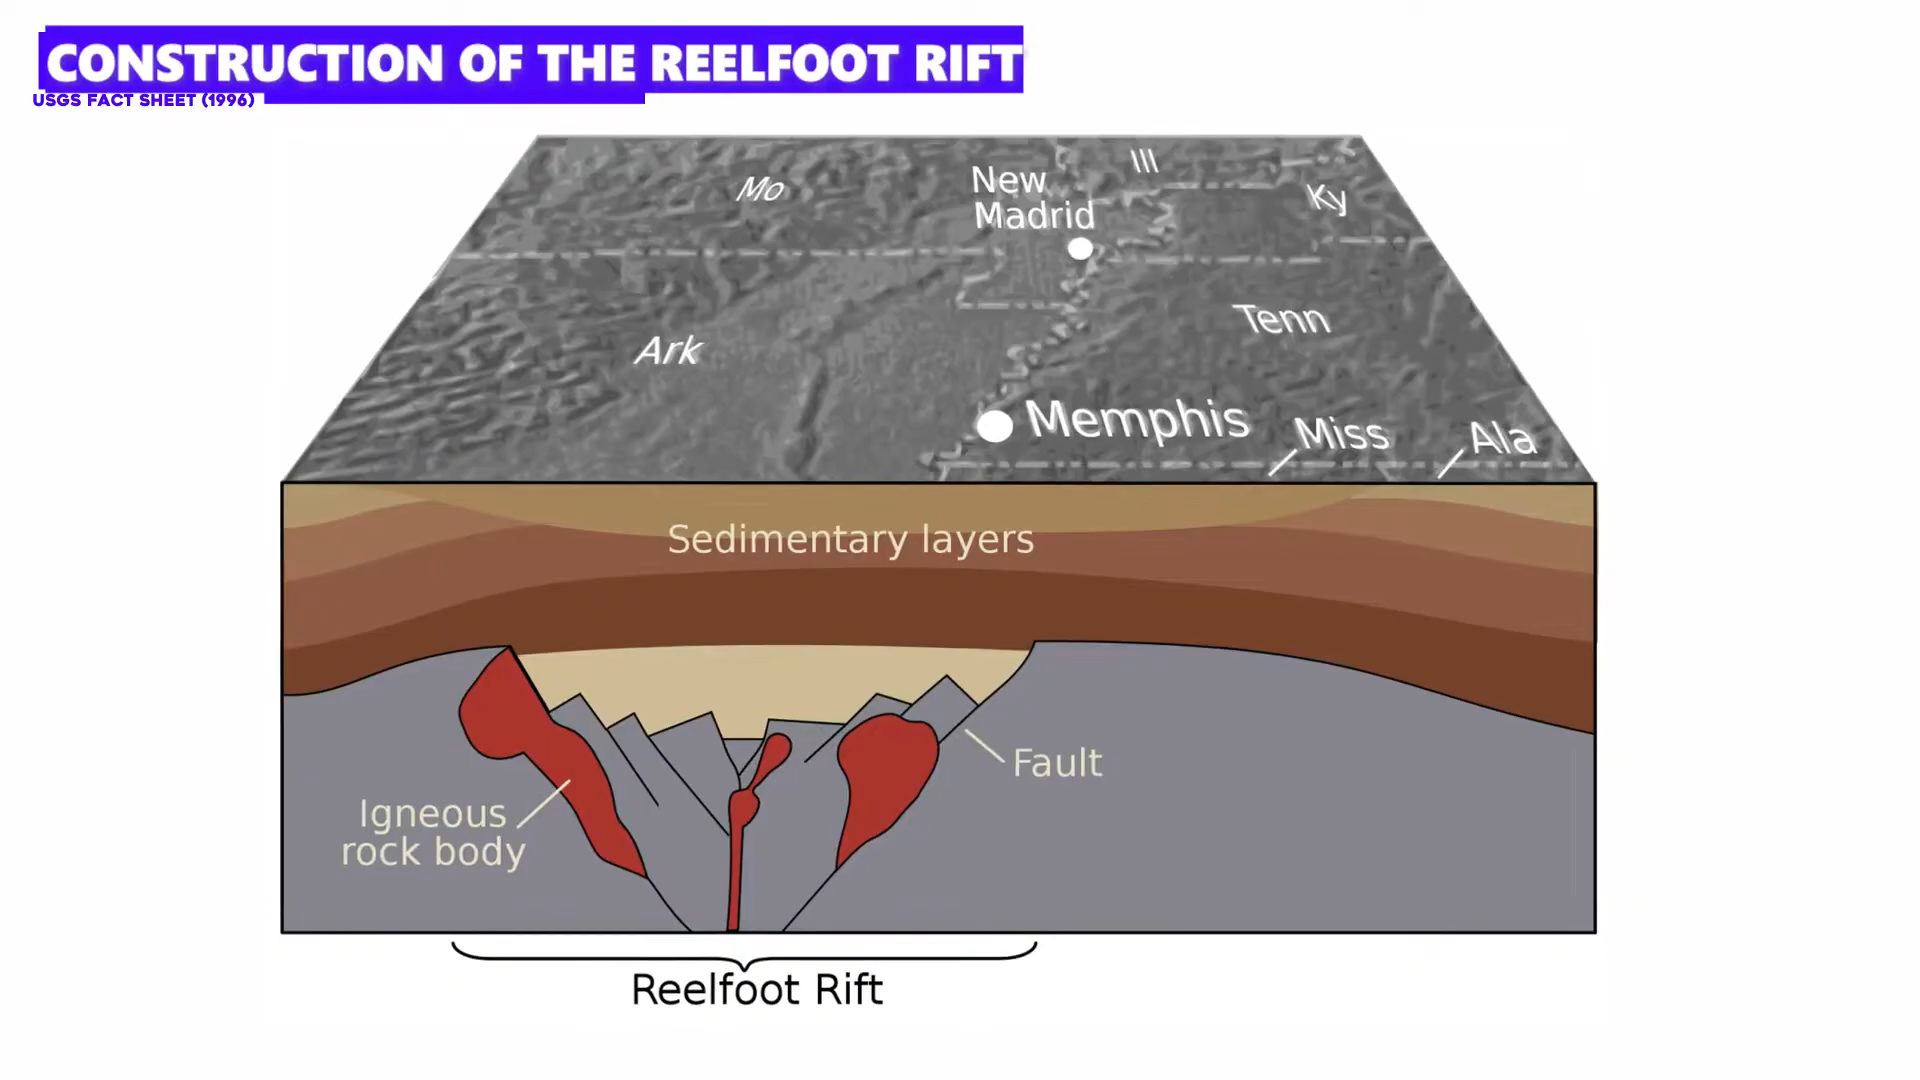 CONSTRUCTION OF THE REELFOOT RIFT
USGS FACT SHEET (1996)
Mo
New
Madrid
Ill
Ky
Ark
Tenn
Memphis
Miss
Ala
Sedimentary layers
Igneous
rock body
Fault
Reelfoot Rift